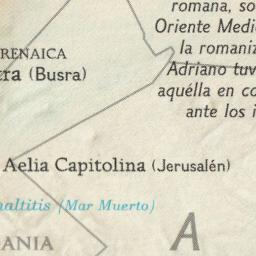 romana, so
Oriente Medi
la romaniz
Adriano tuv
aquélla en co
ante los i
RENAICA
ra (Busra)
Aelia Capitolina (Jerusalén)
altitis (Mar Muerto)
ANIA
A